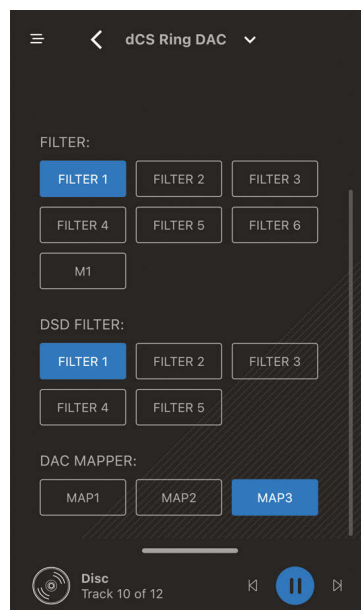 dCS Ring DAC
FILTER:
FILTER 1 FILTER 2 FILTER 3
FILTER 4 FILTER 5 FILTER 6
M1
DSD FILTER:
FILTER 1 FILTER 2 FILTER 3
FILTER 4 FILTER 5
DAC MAPPER:
MAP1 MAP2 MAP3
Disc
Track 10 of 12